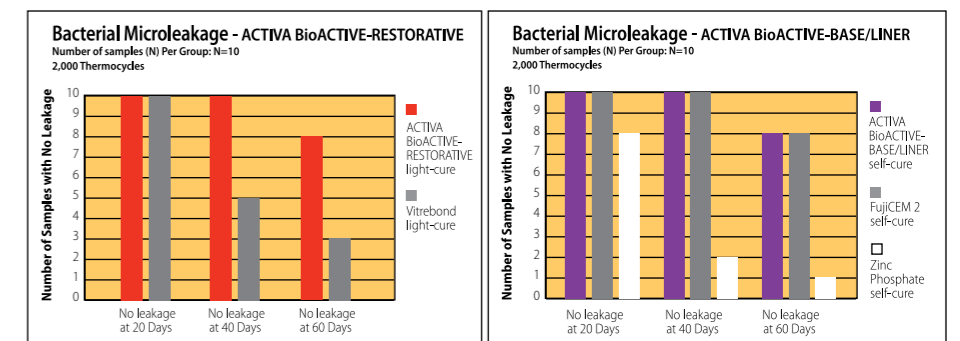 Bacterial Microleakage - ACTIVA BioACTIVE-RESTORATIVE
Number of samples (N) Per Group: N=10
2,000 Thermocycles
Number of Samples with No Leakage
10
9
8
7
6
5
4
3
2
1
0
No leakage
at 20 Days
No leakage
at 40 Days
No leakage
at 60 Days
ACTIVA
BioACTIVE-
RESTORATIVE
light-cure
Vitrebond
light-cure
Bacterial Microleakage - ACTIVA BioACTIVE-BASE/LINER
Number of samples (N) Per Group: N=10
2,000 Thermocycles
Number of Samples with No Leakage
10
9
8
7
6
5
4
3
2
1
0
No leakage
at 20 Days
No leakage
at 40 Days
No leakage
at 60 Days
ACTIVA
BioACTIVE-
BASE/LINER
self-cure
FujiCEM 2
self-cure
Zinc
Phosphate
self-cure